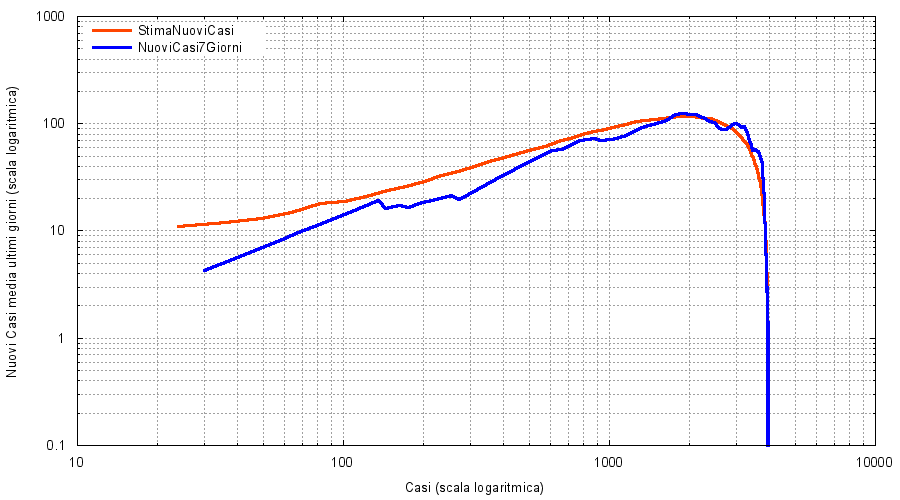 1000
100
10
1
0.1
StimaNuoviCasi
NuoviCasi7Giorni
Nuovi Casi media ultimi giorni (scala logaritmica)
10 100 1000 10000
Casi (scala logaritmica)